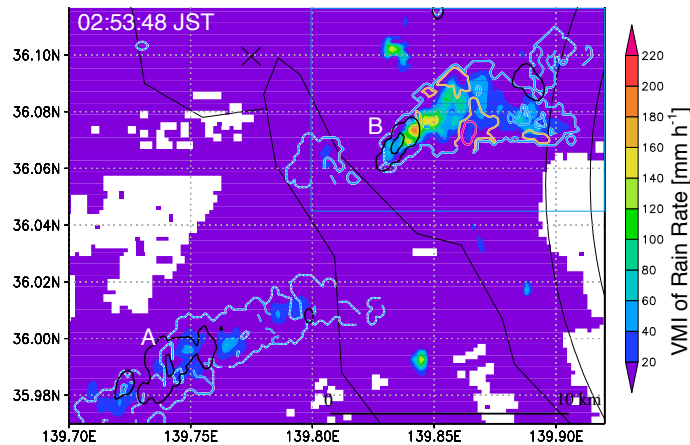 02:53:48 JST
36.10N
36.08N
36.06N
36.04N
36.02N
36.00N
35.98N
B
A
0
10 km
139.70E
139.75E
139.80E
139.85E
139.90E
220
200
180
160
140
120
100
80
60
40
20
VMI of Rain Rate [mm h⁻¹]